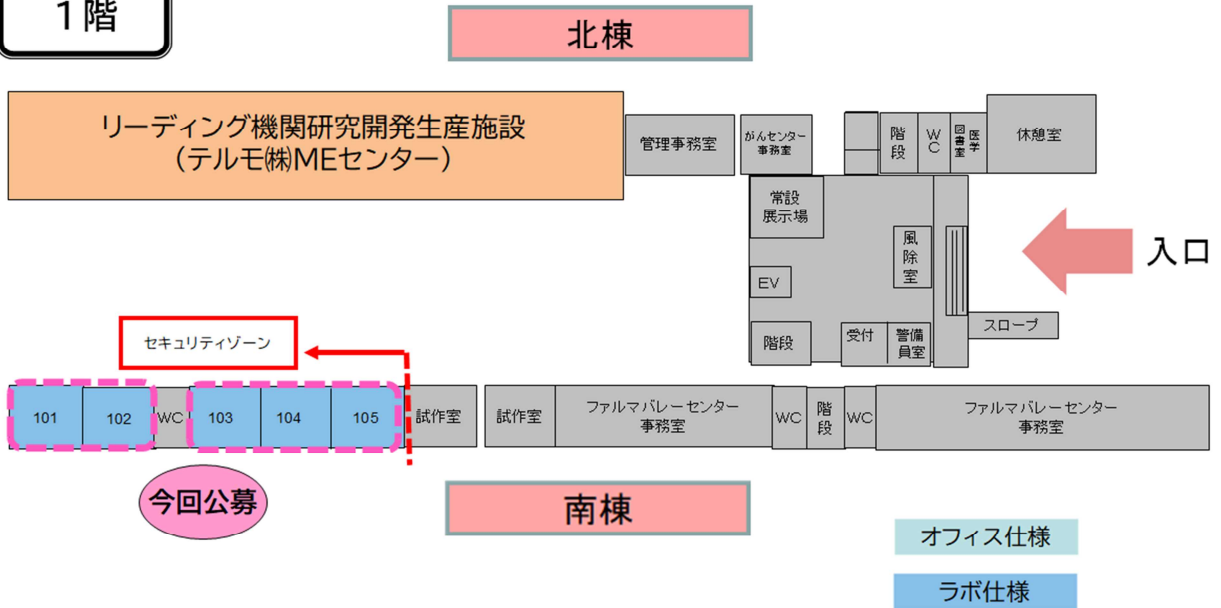 1階
北棟
リーディング機関研究開発生産施設
(テルモ㈱MEセンター)
管理事務室
がんセンター
事務室
階
段
W
C
図書室
医学
休憩室
常設
展示場
風
除
室
入口
EV
スロープ
階段
受付
警備
員室
セキュリティゾーン
101
102
WC
103
104
105
試作室
試作室
ファルマバレーセンター
事務室
WC
階
段
WC
ファルマバレーセンター
事務室
今回公募
南棟
オフィス仕様
ラボ仕様